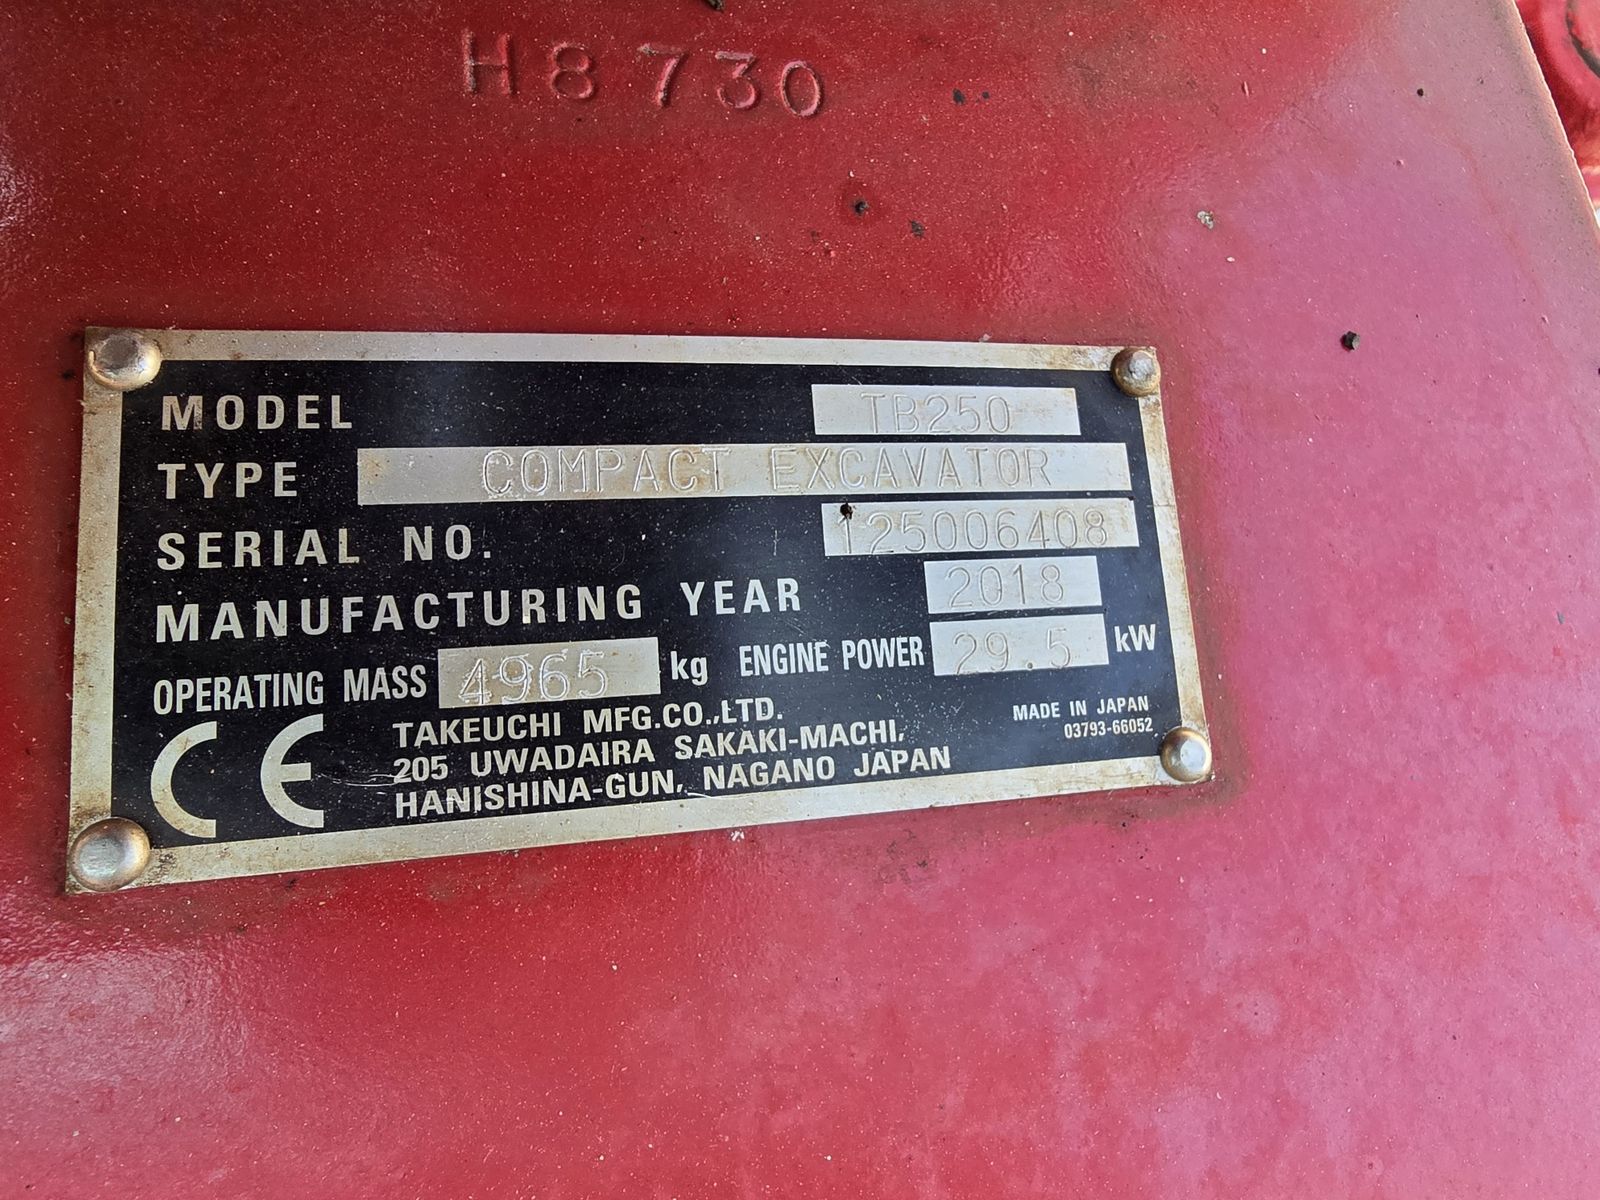 H8730
MODEL TB250
TYPE COMPACT EXCAVATOR
SERIAL NO. 125006408
MANUFACTURING YEAR 2018
OPERATING MASS 4965 kg ENGINE POWER 29.5 kW
CE
TAKEUCHI MFG.CO.,LTD.
205 UWADAIRA SAKAKI-MACHI,
HANISHINA-GUN, NAGANO JAPAN
MADE IN JAPAN
03793-66052